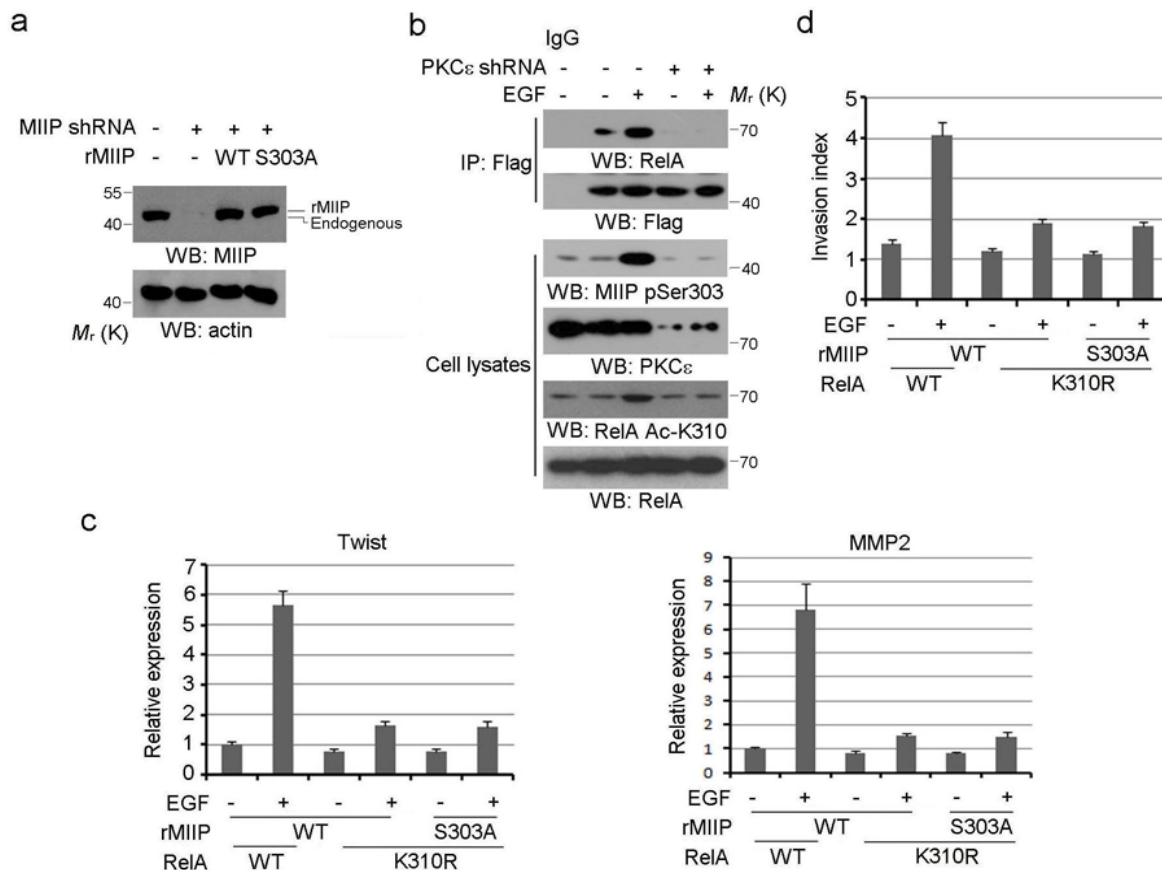 a
MIIP shRNA - + + +
rMIIP - - WT S303A
55
40
rMIIP
Endogenous
WB: MIIP
40
Mr (K)
WB: actin
b
IgG
PKCε shRNA - - - + +
EGF - - + - + Mr (K)
IP: Flag
70
WB: RelA
40
WB: Flag
Cell lysates
40
WB: MIIP pSer303
70
WB: PKCε
70
WB: RelA Ac-K310
70
WB: RelA
d
Invasion index
5
4
3
2
1
0
EGF - + - + - +
rMIIP WT S303A
RelA WT K310R
c
Twist
Relative expression
7
6
5
4
3
2
1
0
EGF - + - + - +
rMIIP WT S303A
RelA WT K310R
MMP2
Relative expression
9
8
7
6
5
4
3
2
1
0
EGF - + - + - +
rMIIP WT S303A
RelA WT K310R